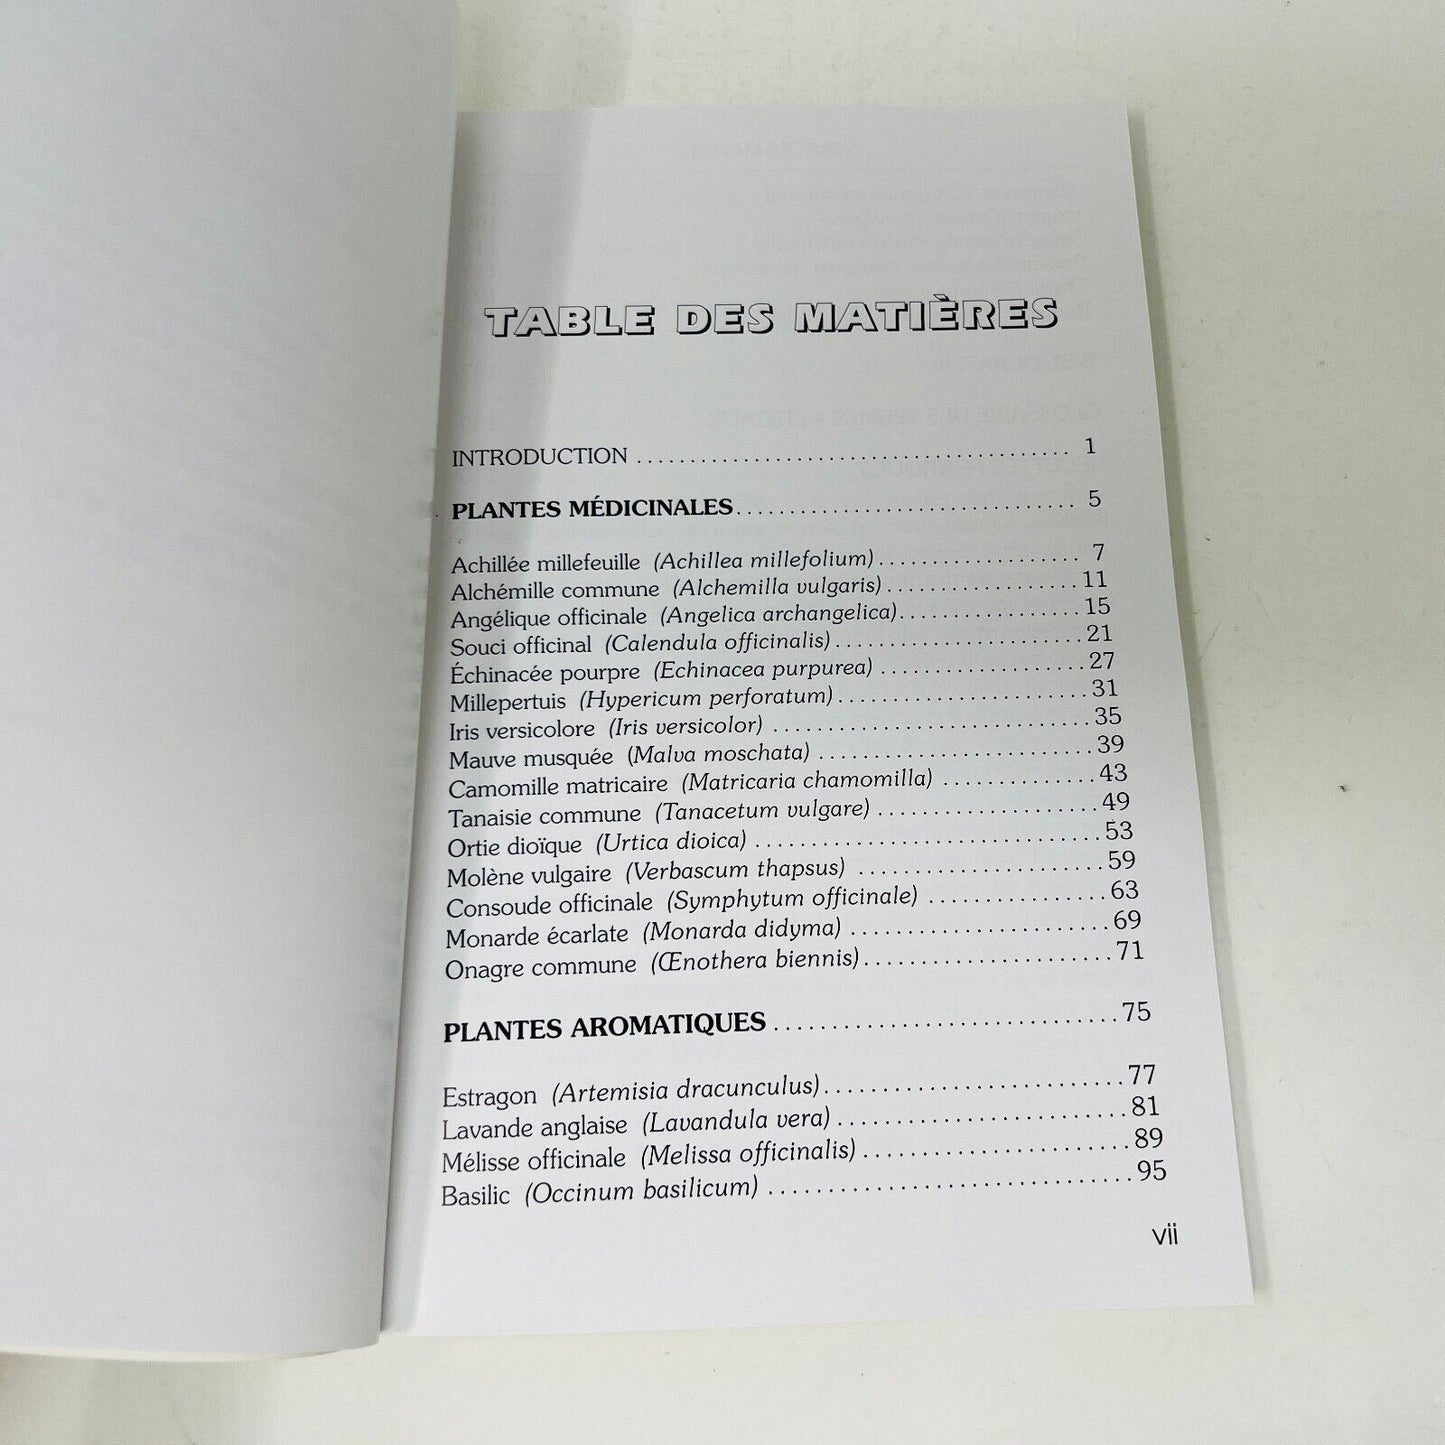 TABLE DES MATIÈRES
INTRODUCTION ........................................ 1
PLANTES MÉDICINALES................................ 5
Achillée millefeuille (Achillea millefolium)................... 7
Alchémille commune (Alchemilla vulgaris)..................11
Angélique officinale (Angelica archangelica).................15
Souci officinal (Calendula officinalis)........................21
Échinacée pourpre (Echinacea purpurea)....................27
Millepertuis (Hypericum perforatum)........................31
Iris versicolore (Iris versicolor)..............................35
Mauve musquée (Malva moschata)..........................39
Camomille matricaire (Matricaria chamomilla)...............43
Tanaisie commune (Tanacetum vulgare).....................49
Ortie dioïque (Urtica dioica)................................53
Molène vulgaire (Verbascum thapsus).......................59
Consoude officinale (Symphytum officinale).................63
Monarde écarlate (Monarda didyma)........................69
Onagre commune (Œnothera biennis).......................71
PLANTES AROMATIQUES..............................75
Estragon (Artemisia dracunculus)...........................77
Lavande anglaise (Lavandula vera)..........................81
Mélisse officinale (Melissa officinalis)........................89
Basilic (Occinum basilicum)................................95
vii